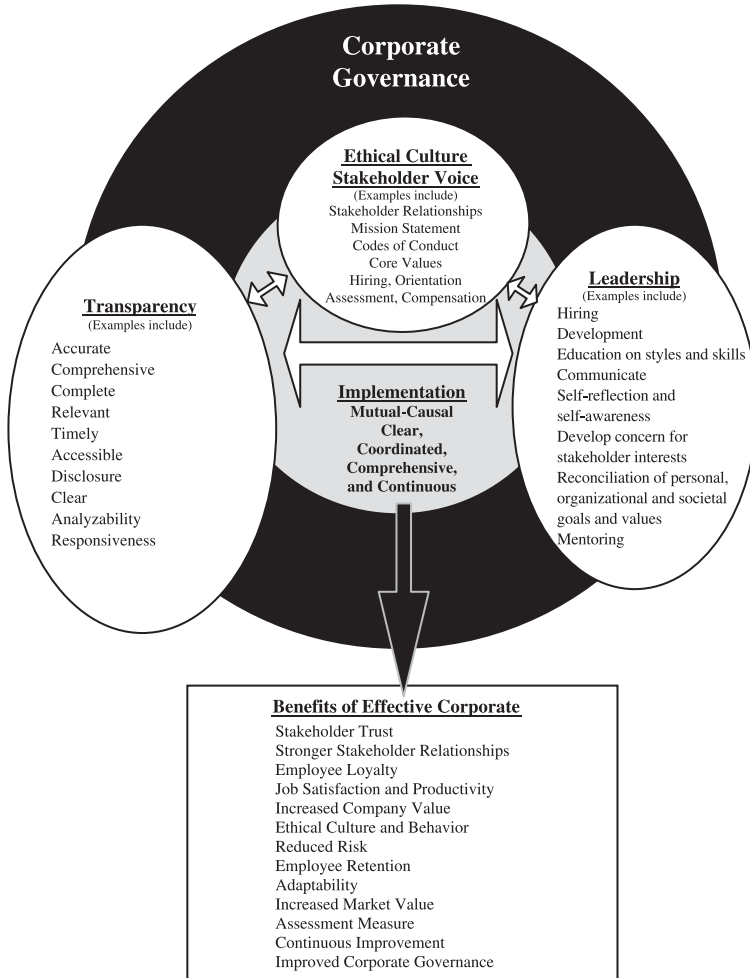 Corporate
Governance
Ethical Culture
Stakeholder Voice
(Examples include)
Stakeholder Relationships
Mission Statement
Codes of Conduct
Core Values
Hiring, Orientation
Assessment, Compensation
Transparency
(Examples include)
Accurate
Comprehensive
Complete
Relevant
Timely
Accessible
Disclosure
Clear
Analyzability
Responsiveness
Leadership
(Examples include)
Hiring
Development
Education on styles and skills
Communicate
Self-reflection and
self-awareness
Develop concern for
stakeholder interests
Reconciliation of personal,
organizational and societal
goals and values
Mentoring
Implementation
Mutual-Causal
Clear,
Coordinated,
Comprehensive,
and Continuous
Benefits of Effective Corporate
Stakeholder Trust
Stronger Stakeholder Relationships
Employee Loyalty
Job Satisfaction and Productivity
Increased Company Value
Ethical Culture and Behavior
Reduced Risk
Employee Retention
Adaptability
Increased Market Value
Assessment Measure
Continuous Improvement
Improved Corporate Governance